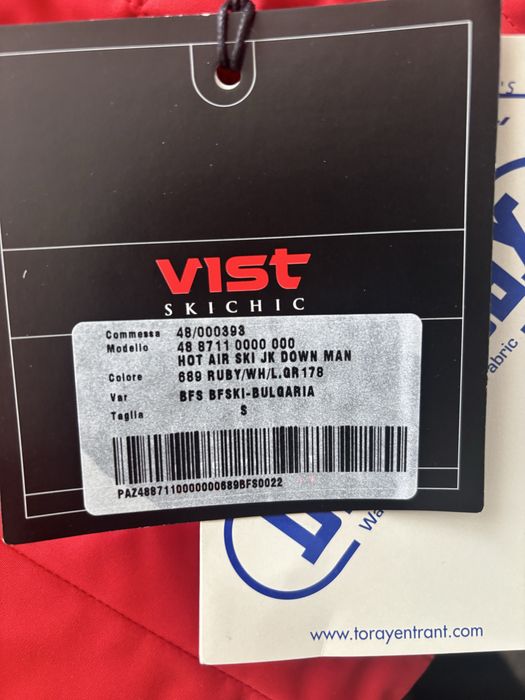 VIST
SKICHIC
Commessa 48/000393
Modello 48 8711 0000 000
HOT AIR SKI JK DOWN MAN
Colore 689 RUBY/WH/L.GR178
Var BFS BFSKI-BULGARIA
Taglia S
PAZ4887110000000689BFS0022
www.torayentrant.com